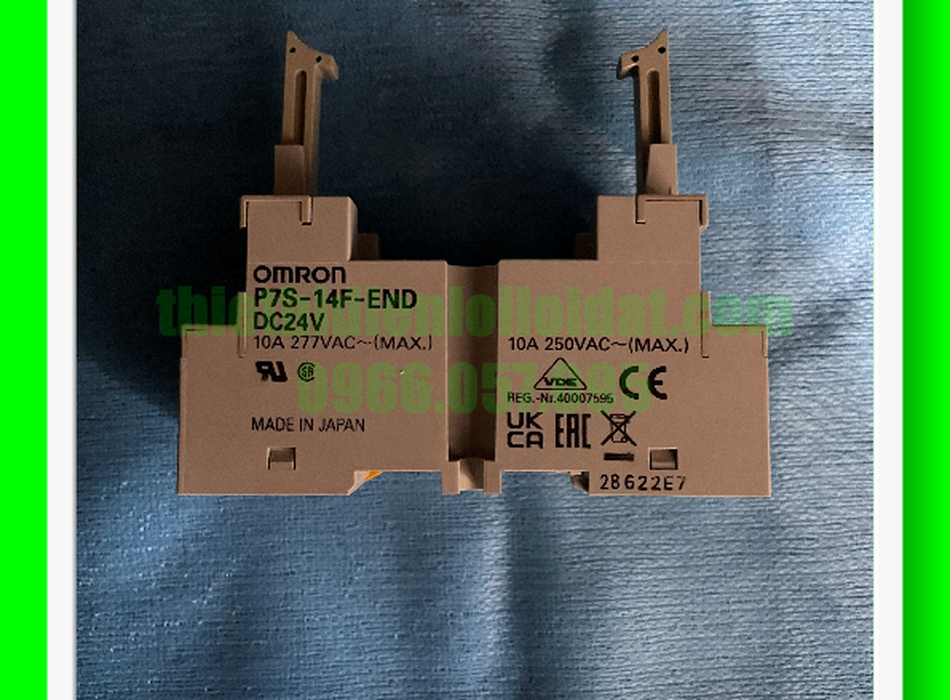 OMRON
P7S-14F-END
DC24V
10A 277VAC~(MAX.)
MADE IN JAPAN
10A 250VAC~(MAX.)
VDE
REG.-Nr.40007595
CE
UK
CA
EAC
28622E7